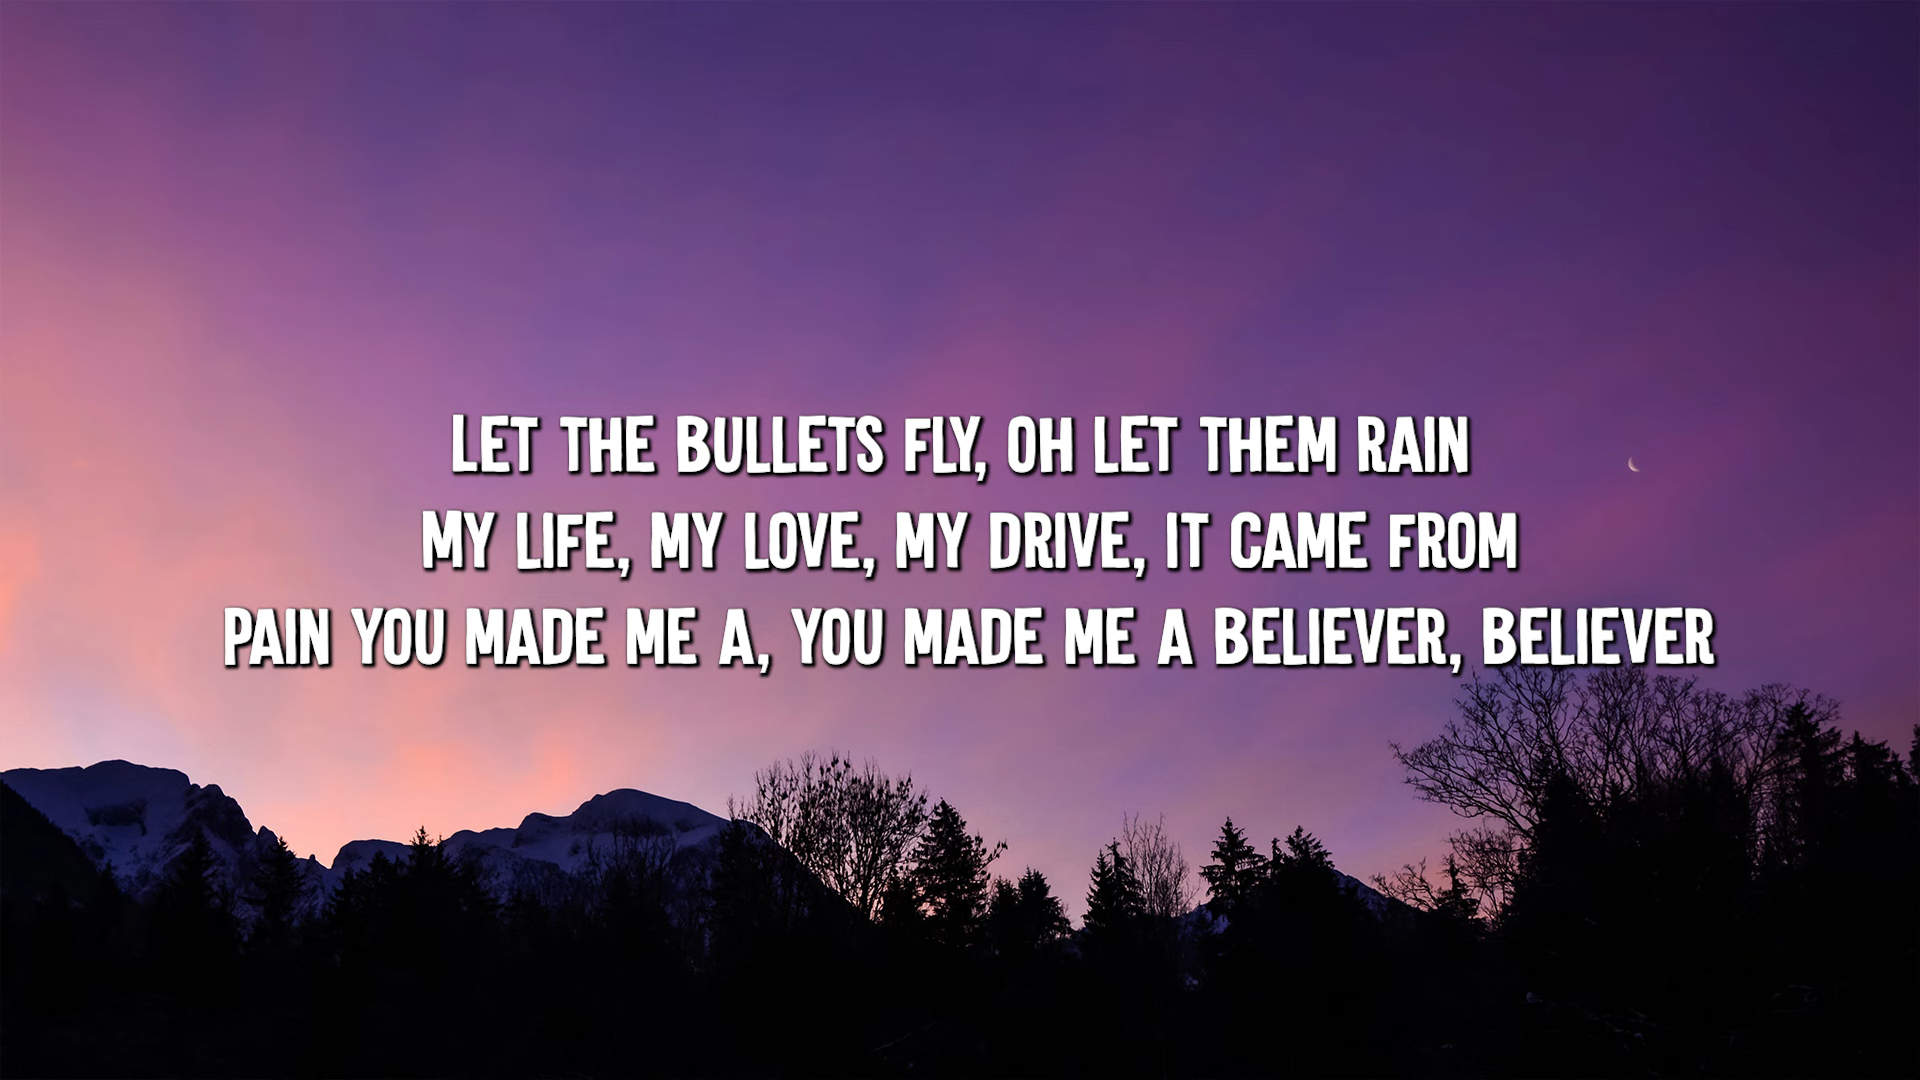 LET THE BULLETS FLY, OH LET THEM RAIN
MY LIFE, MY LOVE, MY DRIVE, IT CAME FROM
PAIN YOU MADE ME A, YOU MADE ME A BELIEVER, BELIEVER